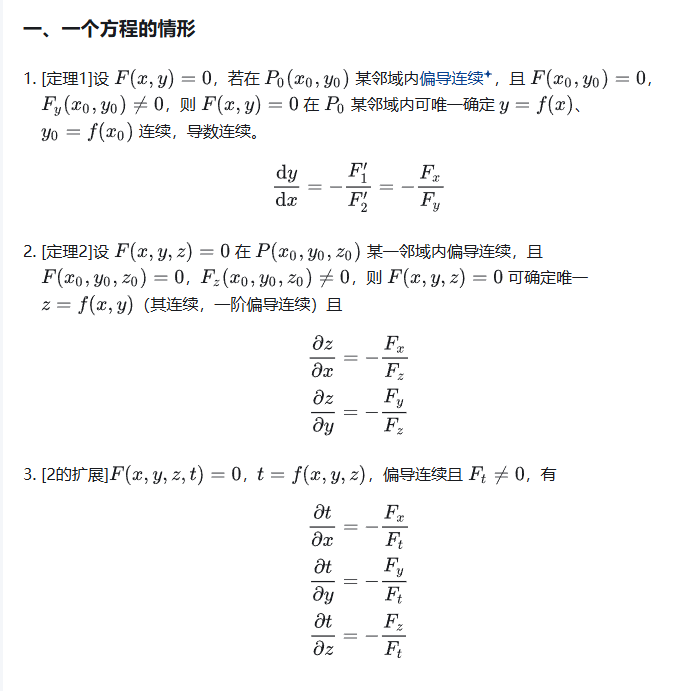 一、一个方程的情形
1. [定理1]设 $F(x,y)=0$，若在 $P_0(x_0,y_0)$ 某邻域内偏导连续⁺，且 $F(x_0,y_0)=0$，
$F_y(x_0,y_0)\neq 0$，则 $F(x,y)=0$ 在 $P_0$ 某邻域内可唯一确定 $y=f(x)$、
$y_0=f(x_0)$ 连续，导数连续。
$\frac{\mathrm{d}y}{\mathrm{d}x}=-\frac{F_1'}{F_2'}=-\frac{F_x}{F_y}$
2. [定理2]设 $F(x,y,z)=0$ 在 $P(x_0,y_0,z_0)$ 某一邻域内偏导连续，且
$F(x_0,y_0,z_0)=0$，$F_z(x_0,y_0,z_0)\neq 0$，则 $F(x,y,z)=0$ 可确定唯一
$z=f(x,y)$（其连续，一阶偏导连续）且
$\frac{\partial z}{\partial x}=-\frac{F_x}{F_z}$
$\frac{\partial z}{\partial y}=-\frac{F_y}{F_z}$
3. [2的扩展]$F(x,y,z,t)=0$，$t=f(x,y,z)$，偏导连续且 $F_t\neq 0$，有
$\frac{\partial t}{\partial x}=-\frac{F_x}{F_t}$
$\frac{\partial t}{\partial y}=-\frac{F_y}{F_t}$
$\frac{\partial t}{\partial z}=-\frac{F_z}{F_t}$